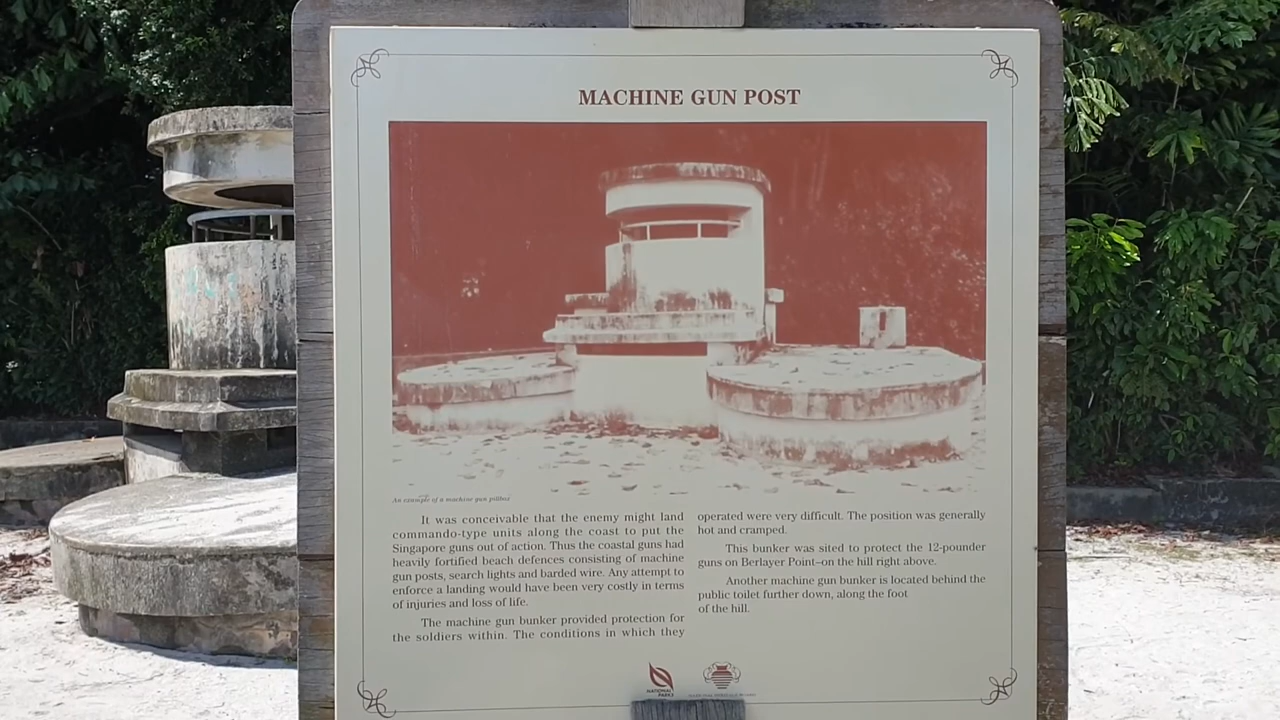 MACHINE GUN POST
An example of a machine gun pillbox
It was conceivable that the enemy might land
commando-type units along the coast to put the
Singapore guns out of action. Thus the coastal guns had
heavily fortified beach defences consisting of machine
gun posts, search lights and barded wire. Any attempt to
enforce a landing would have been very costly in terms
of injuries and loss of life.
The machine gun bunker provided protection for
the soldiers within. The conditions in which they
operated were very difficult. The position was generally
hot and cramped.
This bunker was sited to protect the 12-pounder
guns on Berlayer Point–on the hill right above.
Another machine gun bunker is located behind the
public toilet further down, along the foot
of the hill.
NATIONAL
PARKS